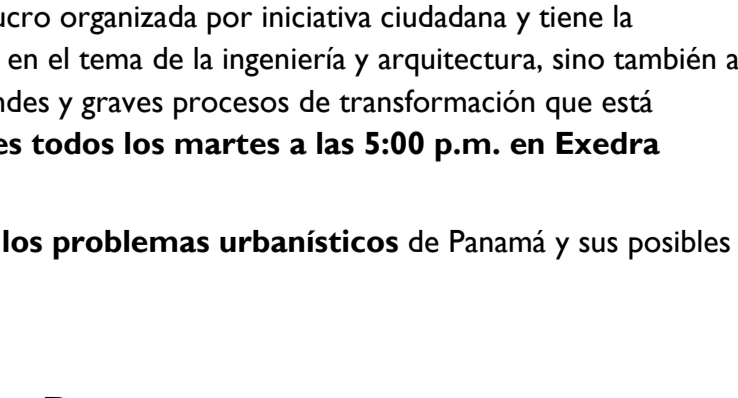 ucro organizada por iniciativa ciudadana y tiene la
en el tema de la ingeniería y arquitectura, sino también a
ndes y graves procesos de transformación que está
es todos los martes a las 5:00 p.m. en Exedra
los problemas urbanísticos de Panamá y sus posibles